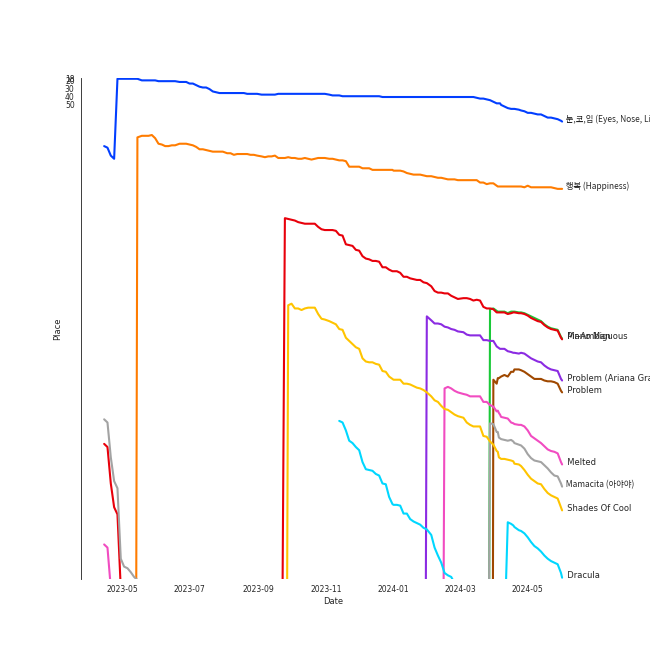 20
30
40
50
눈,코,입 (Eyes, Nose, Li
행복 (Happiness)
Problem (Ariana Gra
Problem
Melted
Mamacita (아야야)
Shades Of Cool
Dracula
Place
2023-05
2023-07
2023-09
2023-11
2024-01
2024-03
2024-05
Date